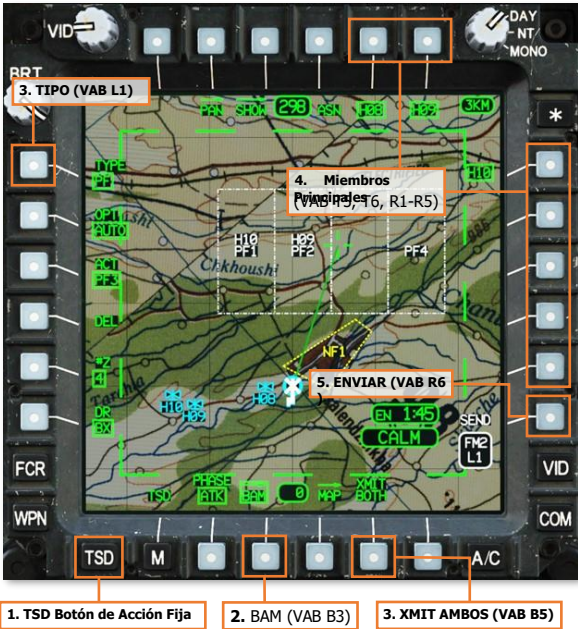 DAY
NT
MONO
VID
BRT
3. TIPO (VAB L1)
PAN SHOW 298 ASN H08 H09 3KM
*
TYPE
PF
H10
4. Miembros
Principales
(VAB T5, T6, R1-R5)
OPT
AUTO
H10
PF1
H09
PF2
PF4
Chkhoushi
ACT
PF3
DEL
NF1
#Z
4
5. ENVIAR (VAB R6
)
H10
H09
H08
DR
BX
EN 1:45
CALM
SEND
FM2
L1
FCR
VID
WPN
COM
TSD
PHASE
ATK
BAM
0
MAP
XMIT
BOTH
TSD
M
A/C
1. TSD Botón de Acción Fija
2. BAM (VAB B3)
3. XMIT AMBOS (VAB B5)